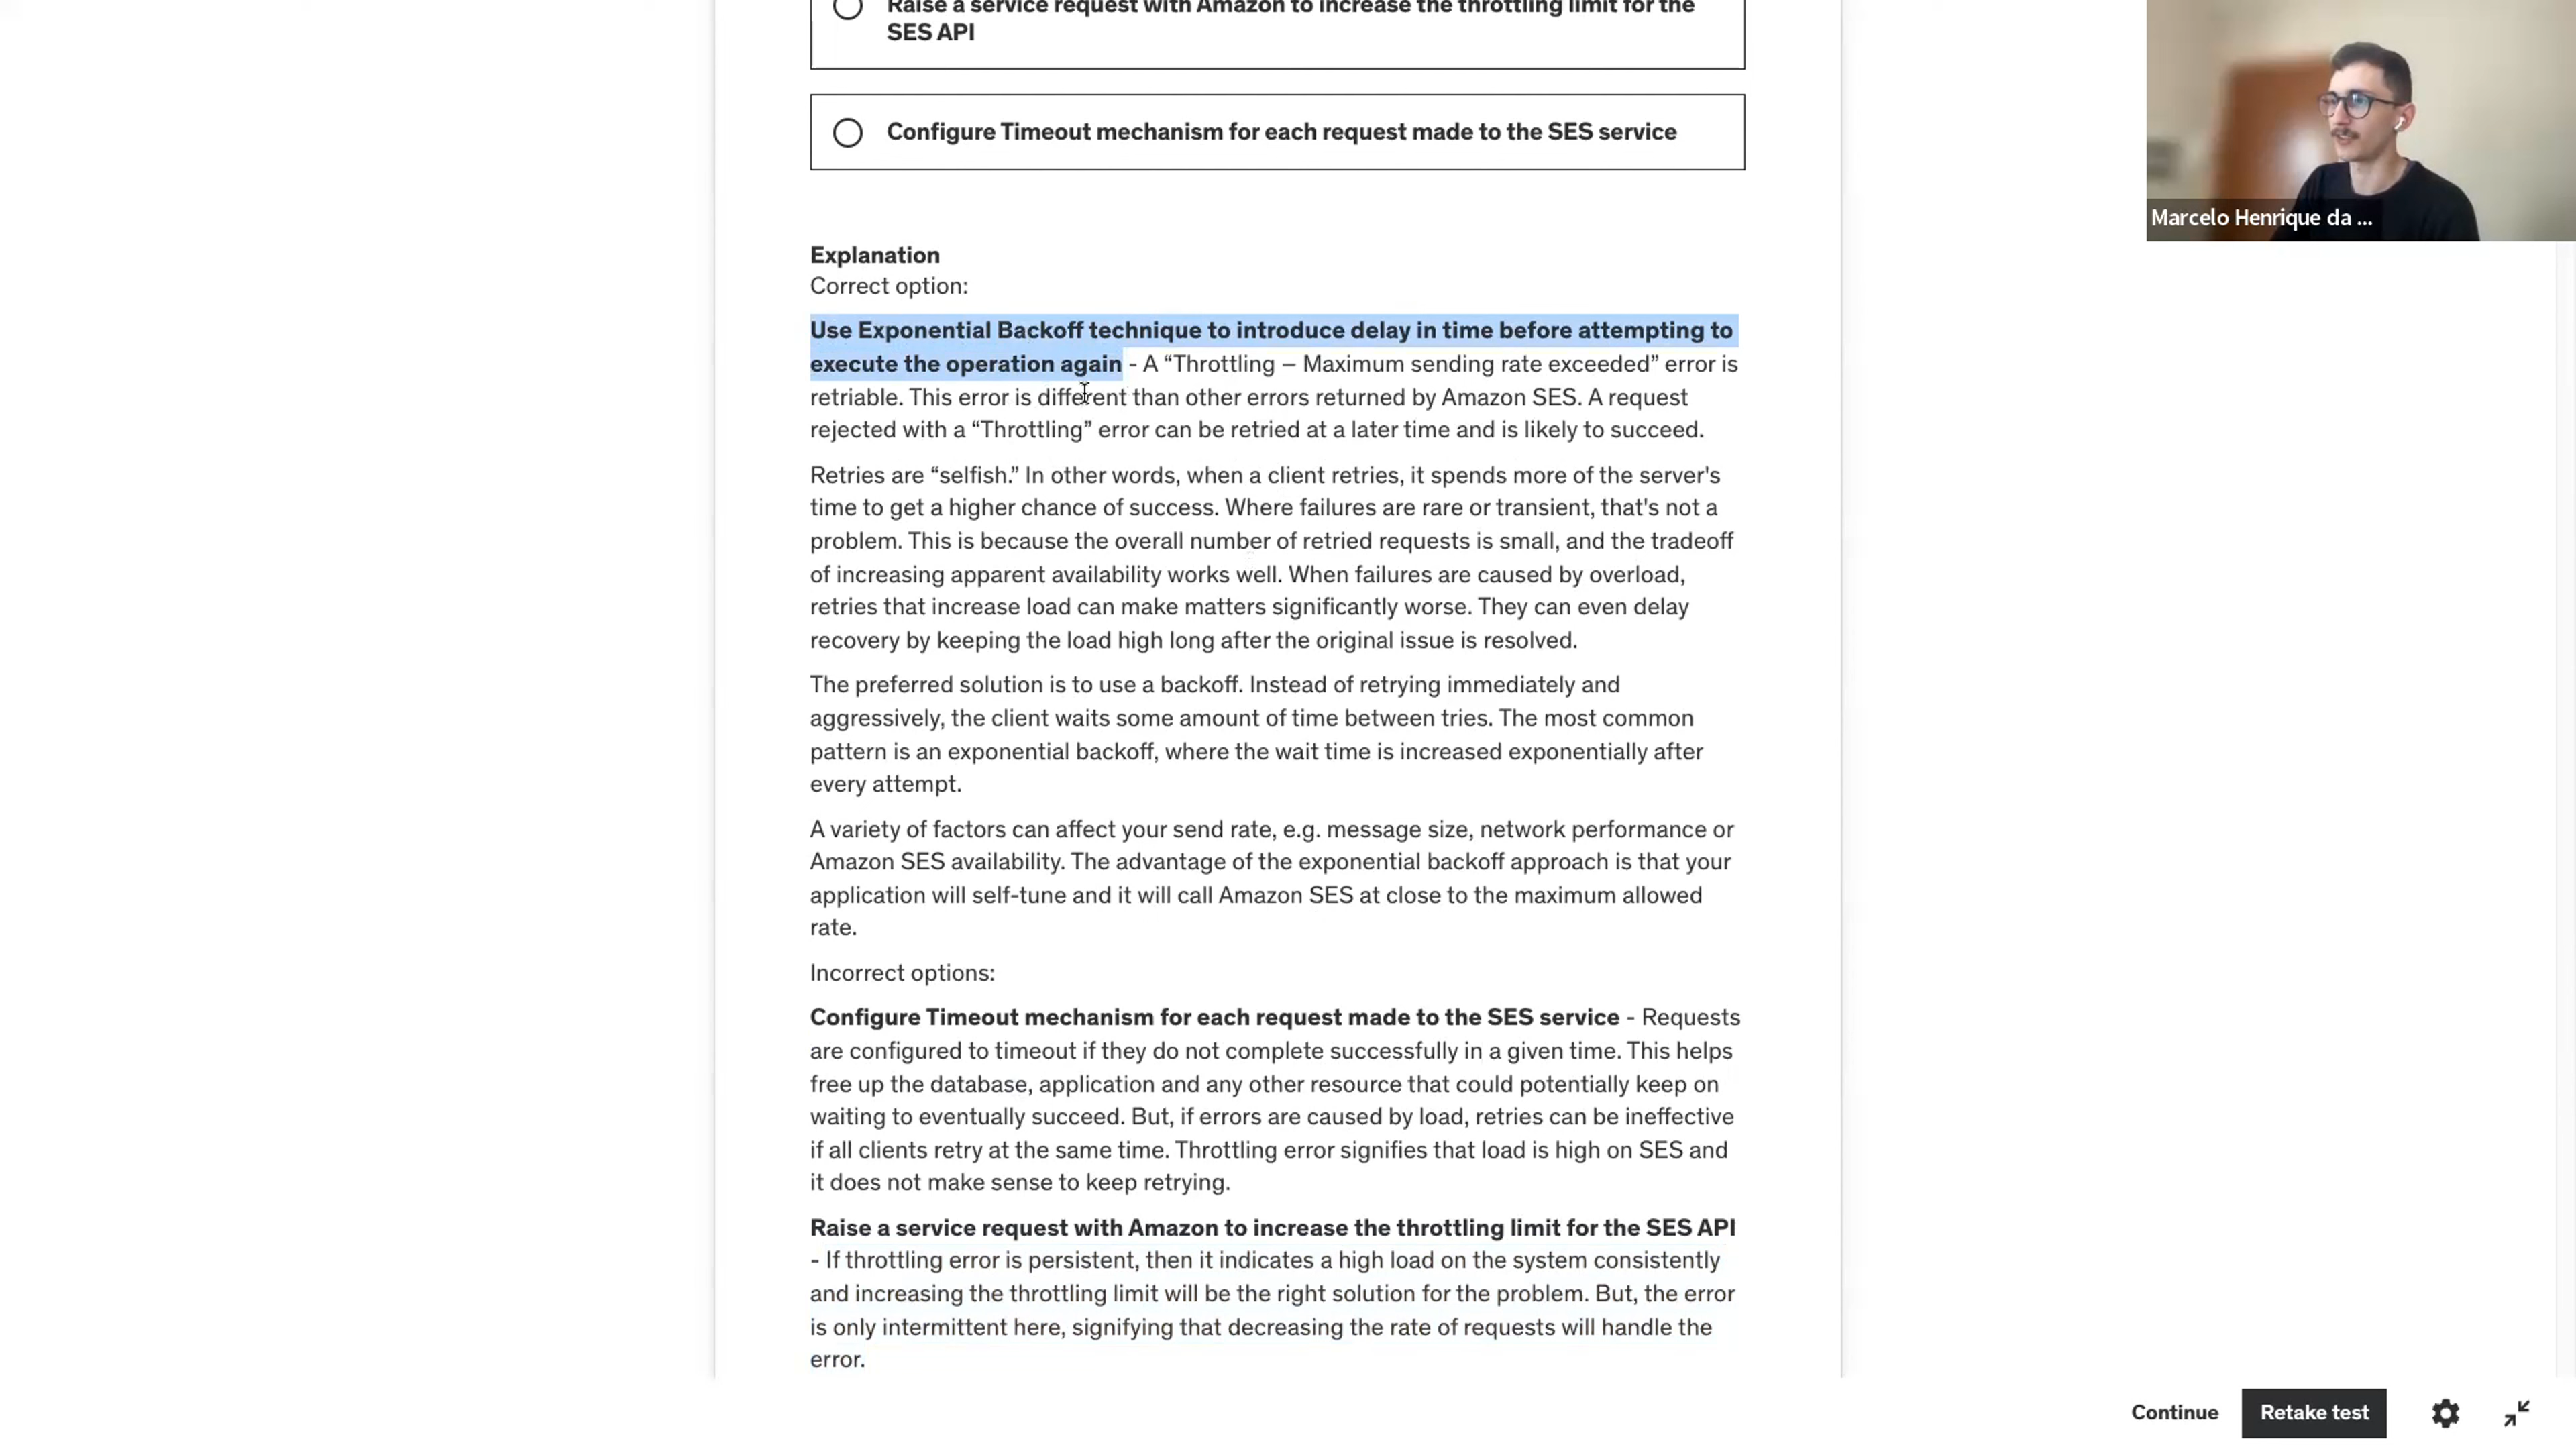 Raise a service request with Amazon to increase the throttling limit for the
SES API
Configure Timeout mechanism for each request made to the SES service
Marcelo Henrique da ...
Explanation
Correct option:
Use Exponential Backoff technique to introduce delay in time before attempting to
execute the operation again - A “Throttling – Maximum sending rate exceeded” error is
retriable. This error is different than other errors returned by Amazon SES. A request
rejected with a “Throttling” error can be retried at a later time and is likely to succeed.
Retries are “selfish.” In other words, when a client retries, it spends more of the server's
time to get a higher chance of success. Where failures are rare or transient, that's not a
problem. This is because the overall number of retried requests is small, and the tradeoff
of increasing apparent availability works well. When failures are caused by overload,
retries that increase load can make matters significantly worse. They can even delay
recovery by keeping the load high long after the original issue is resolved.
The preferred solution is to use a backoff. Instead of retrying immediately and
aggressively, the client waits some amount of time between tries. The most common
pattern is an exponential backoff, where the wait time is increased exponentially after
every attempt.
A variety of factors can affect your send rate, e.g. message size, network performance or
Amazon SES availability. The advantage of the exponential backoff approach is that your
application will self-tune and it will call Amazon SES at close to the maximum allowed
rate.
Incorrect options:
Configure Timeout mechanism for each request made to the SES service - Requests
are configured to timeout if they do not complete successfully in a given time. This helps
free up the database, application and any other resource that could potentially keep on
waiting to eventually succeed. But, if errors are caused by load, retries can be ineffective
if all clients retry at the same time. Throttling error signifies that load is high on SES and
it does not make sense to keep retrying.
Raise a service request with Amazon to increase the throttling limit for the SES API
- If throttling error is persistent, then it indicates a high load on the system consistently
and increasing the throttling limit will be the right solution for the problem. But, the error
is only intermittent here, signifying that decreasing the rate of requests will handle the
error.
Continue
Retake test